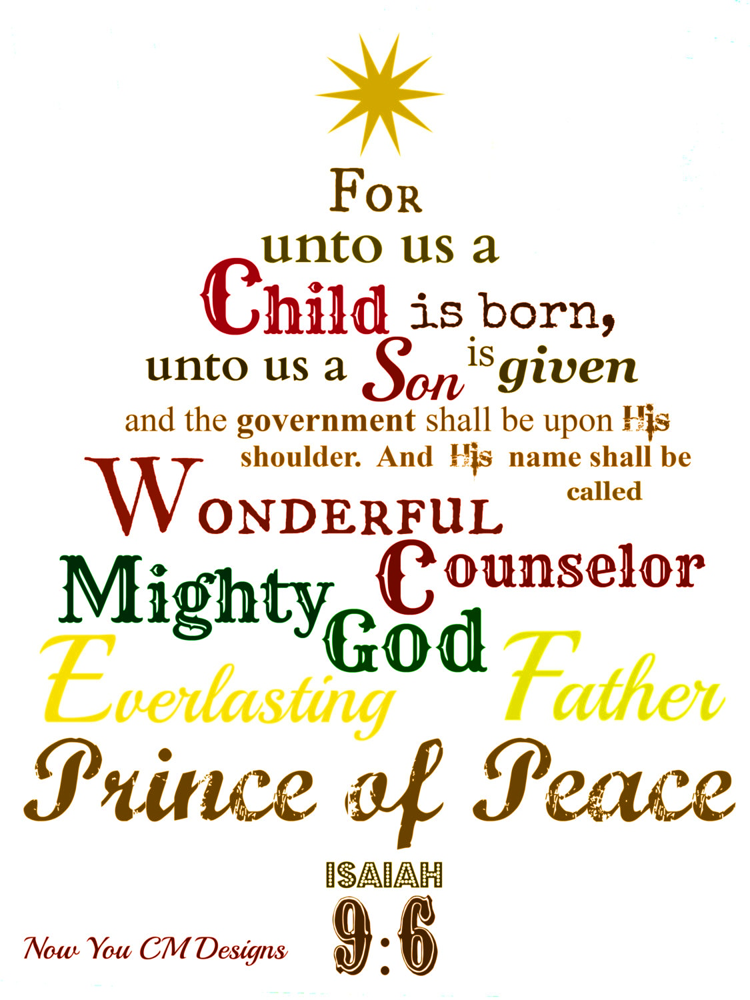 For
unto us a
Child is born,
unto us a Son is given
and the government shall be upon His
shoulder. And His name shall be
called
Wonderful
Counselor
Mighty
God
Everlasting Father
Prince of Peace
ISAIAH
9:6
Now You CM Designs